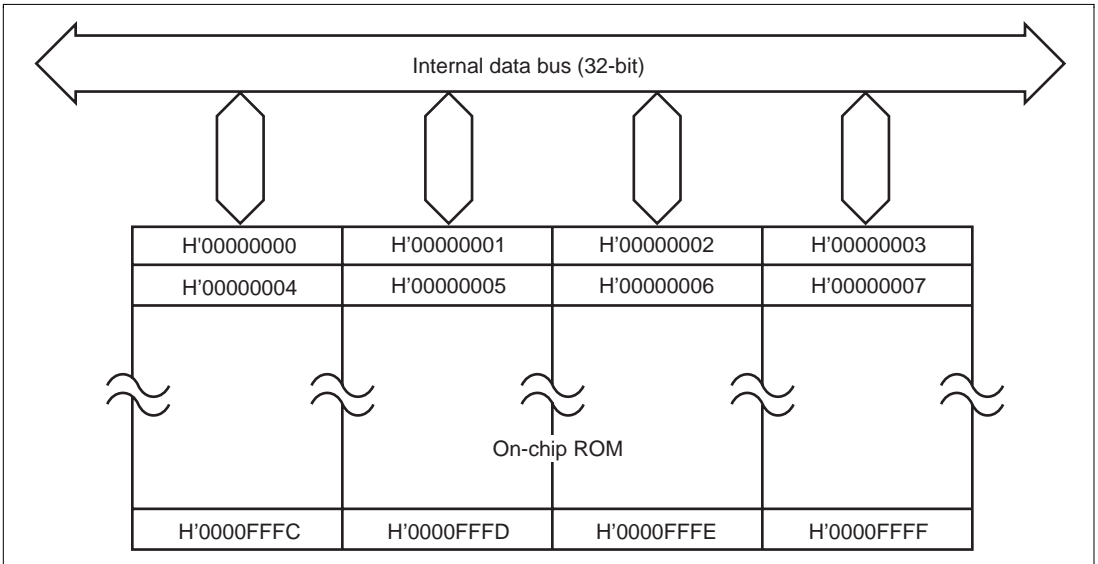 Internal data bus (32-bit)
H'00000000 H’00000001 H’00000002 H’00000003
H’00000004 H’00000005 H’00000006 H’00000007
On-chip ROM
H’0000FFFC H’0000FFFD H’0000FFFE H’0000FFFF